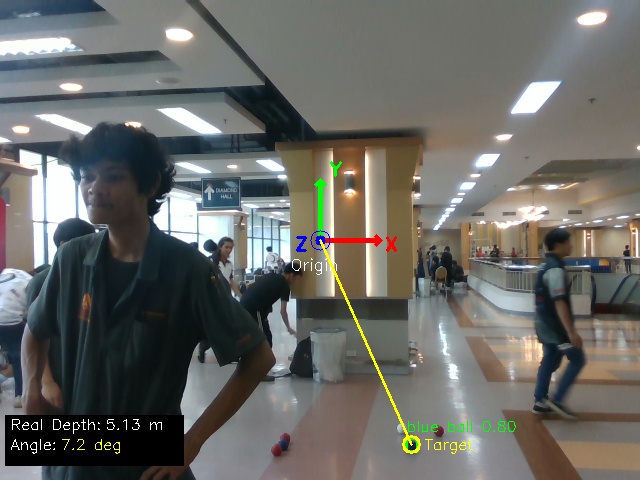 DIAMOND
HALL
Y
Z
X
Origin
blue ball 0.80
Target
Real Depth: 5.13 m
Angle: 7.2 deg